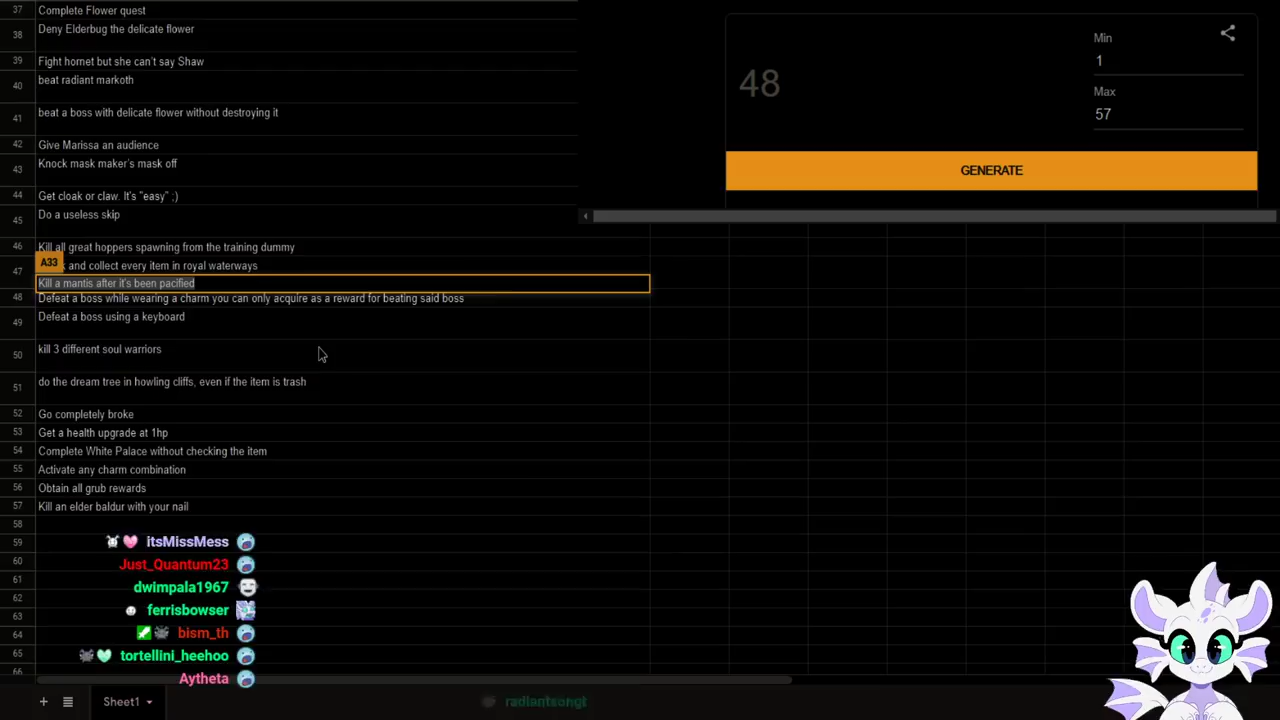 37 Complete Flower quest
38 Deny Elderbug the delicate flower
39 Fight hornet but she can't say Shaw
40 beat radiant markoth
41 beat a boss with delicate flower without destroying it
42 Give Marissa an audience
43 Knock mask maker's mask off
44 Get cloak or claw. It's "easy" ;)
45 Do a useless skip
46 Kill all great hoppers spawning from the training dummy
47 and collect every item in royal waterways
A33
Kill a mantis after it's been pacified
48 Defeat a boss while wearing a charm you can only acquire as a reward for beating said boss
49 Defeat a boss using a keyboard
50 kill 3 different soul warriors
51 do the dream tree in howling cliffs, even if the item is trash
52 Go completely broke
53 Get a health upgrade at 1hp
54 Complete White Palace without checking the item
55 Activate any charm combination
56 Obtain all grub rewards
57 Kill an elder baldur with your nail
58
59
60
61
62
63
64
65
66
48
Min
1
Max
57
GENERATE
itsMissMess
Just_Quantum23
dwimpala1967
ferrisbowser
bism_th
tortellini_heehoo
Aytheta
Sheet1